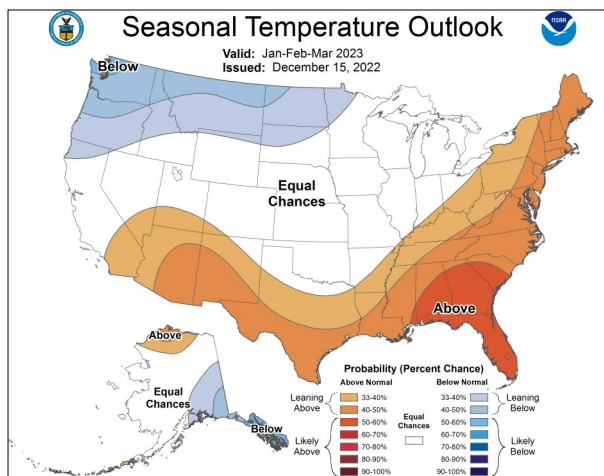 Seasonal Temperature Outlook
NOAA
Valid: Jan-Feb-Mar 2023
Issued: December 15, 2022
Below
Equal
Chances
Above
Above
Equal
Chances
Below
Probability (Percent Chance)
Above Normal
Below Normal
Leaning
Above
33-40%
40-50%
Likely
Above
50-60%
60-70%
70-80%
80-90%
90-100%
Equal
Chances
33-40%
40-50%
Leaning
Below
50-60%
60-70%
70-80%
80-90%
90-100%
Likely
Below